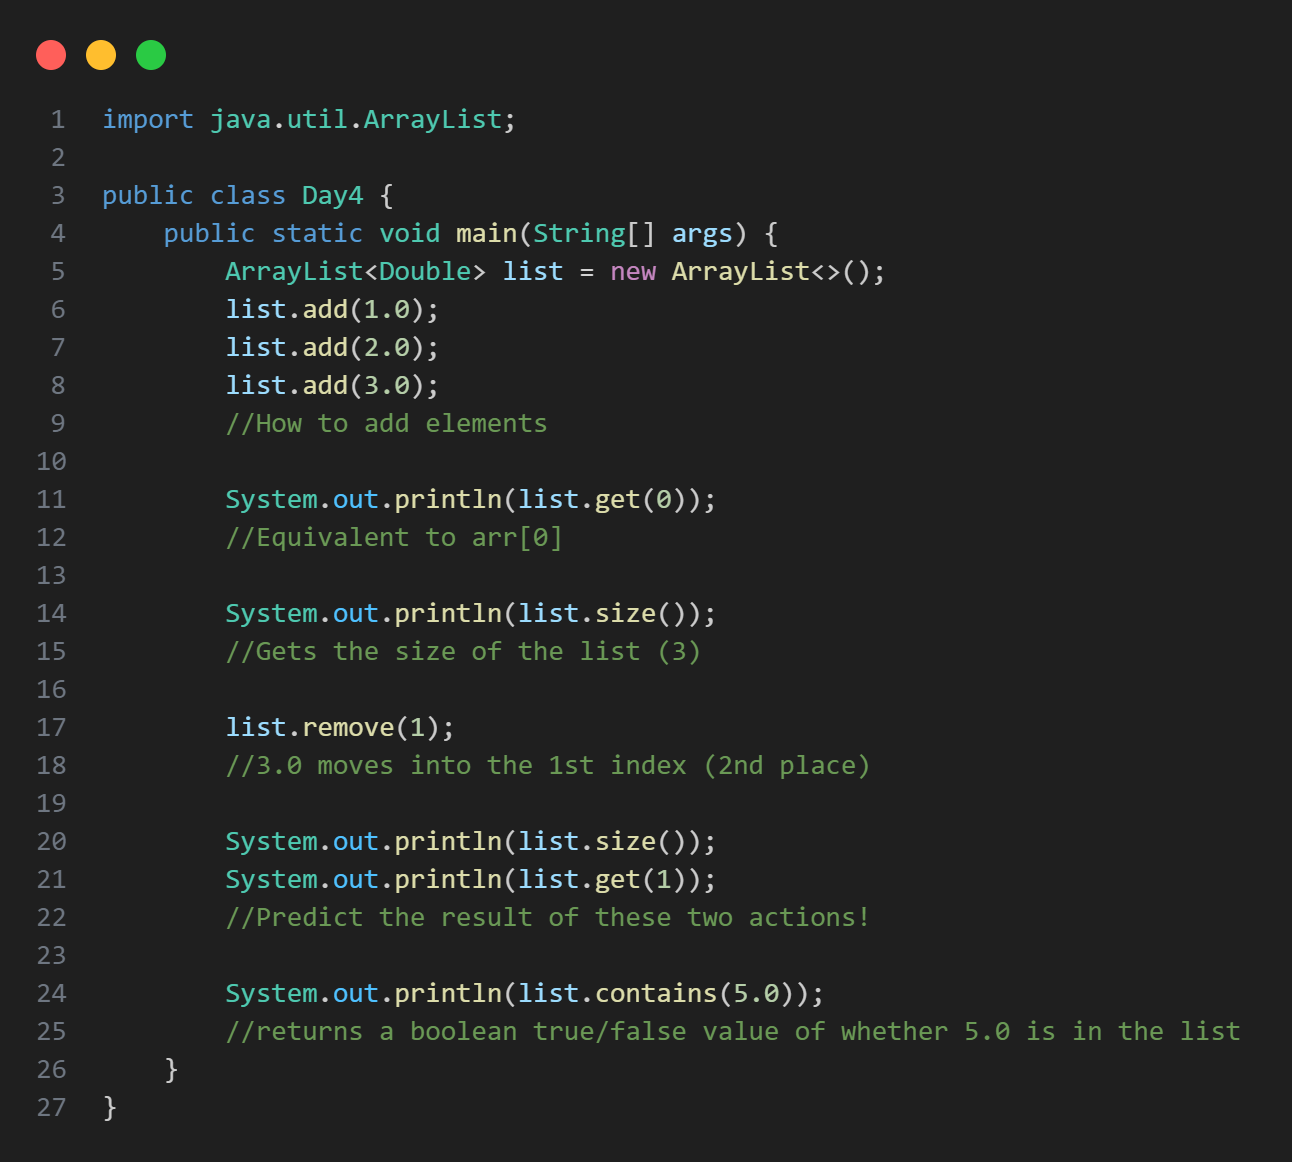 1 import java.util.ArrayList;
2
3 public class Day4 {
4     public static void main(String[] args) {
5         ArrayList<Double> list = new ArrayList<>();
6         list.add(1.0);
7         list.add(2.0);
8         list.add(3.0);
9         //How to add elements
10
11         System.out.println(list.get(0));
12         //Equivalent to arr[0]
13
14         System.out.println(list.size());
15         //Gets the size of the list (3)
16
17         list.remove(1);
18         //3.0 moves into the 1st index (2nd place)
19
20         System.out.println(list.size());
21         System.out.println(list.get(1));
22         //Predict the result of these two actions!
23
24         System.out.println(list.contains(5.0));
25         //returns a boolean true/false value of whether 5.0 is in the list
26     }
27 }